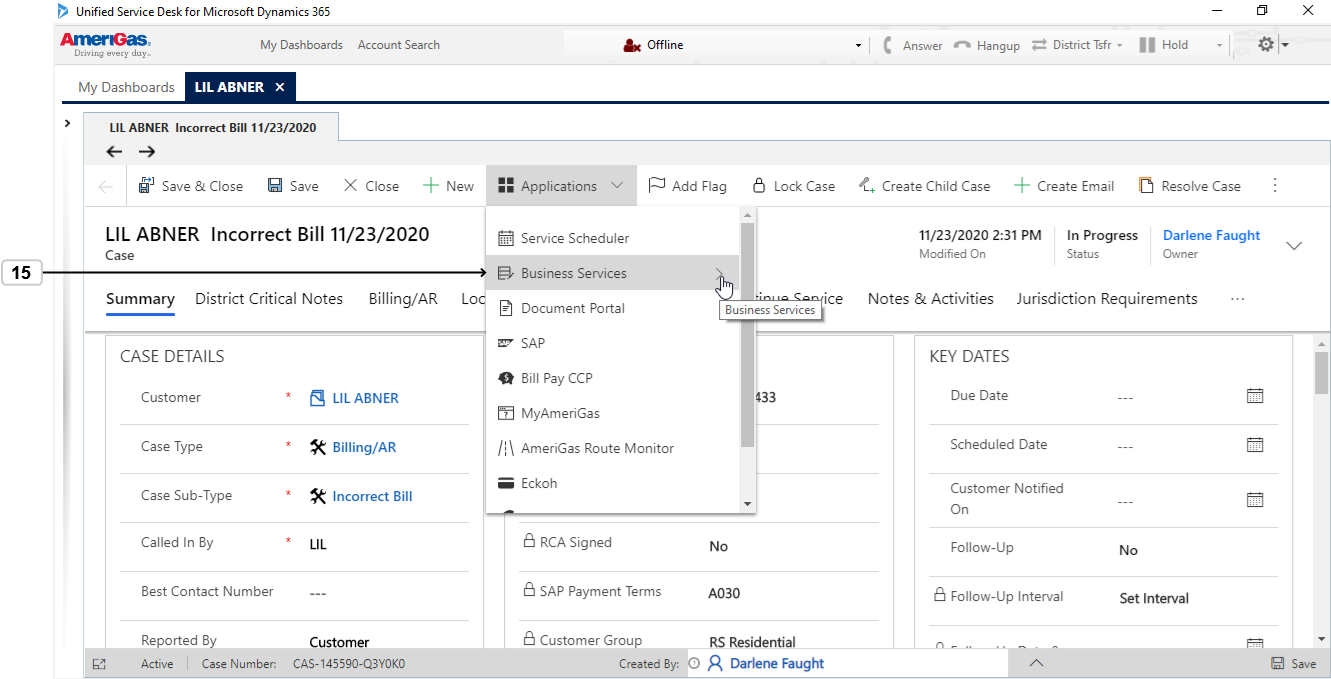 Unified Service Desk for Microsoft Dynamics 365
AmeriGas.
Driving every day..
My Dashboards Account Search
Offline
Answer Hangup District Tsfr Hold
My Dashboards LIL ABNER ×
LIL ABNER Incorrect Bill 11/23/2020
Save & Close Save Close New Applications Add Flag Lock Case Create Child Case Create Email Resolve Case
LIL ABNER Incorrect Bill 11/23/2020
Case
11/23/2020 2:31 PM
Modified On
In Progress
Status
Darlene Faught
Owner
15
Service Scheduler
Business Services
Document Portal
SAP
Bill Pay CCP
MyAmeriGas
AmeriGas Route Monitor
Eckoh
Business Services
Summary District Critical Notes Billing/AR Loc Service Notes & Activities Jurisdiction Requirements ...
CASE DETAILS
Customer * LIL ABNER
Case Type * Billing/AR
Case Sub-Type * Incorrect Bill
Called In By * LIL
Best Contact Number ---
Reported By Customer
433
RCA Signed No
SAP Payment Terms A030
Customer Group RS Residential
KEY DATES
Due Date ---
Scheduled Date ---
Customer Notified
On ---
Follow-Up No
Follow-Up Interval Set Interval
Active Case Number: CAS-145590-Q3Y0K0 Created By: Darlene Faught Save